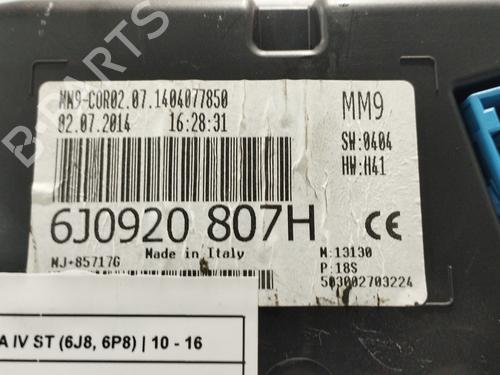 MM9-COR02.07.1404077850
02.07.2014 16:28:31
MM9
SW:0404
HW:H41
6J0920 807H
CE
Made in Italy
MJ+85717G
M:13130
P:18S
503002703224
A IV ST (6J8, 6P8) | 10 - 16